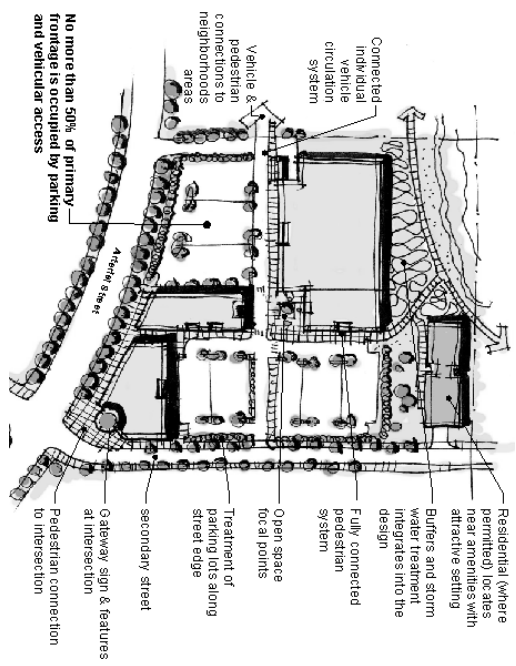 No more than 50% of primary
frontage is occupied by parking
and vehicular access
Vehicle &
pedestrian
connections to
neighborhoods
areas
Connected
individual
vehicle
circulation
system
Arterial Street
Residential (where
permitted) locates
near amenities with
attractive setting
Buffers and storm
water treatment
integrates into the
design
Fully connected
pedestrian
system
Open space
focal points
Treatment of
parking lots along
street edge
secondary street
Gateway sign & features
at intersection
Pedestrian connection
to intersection